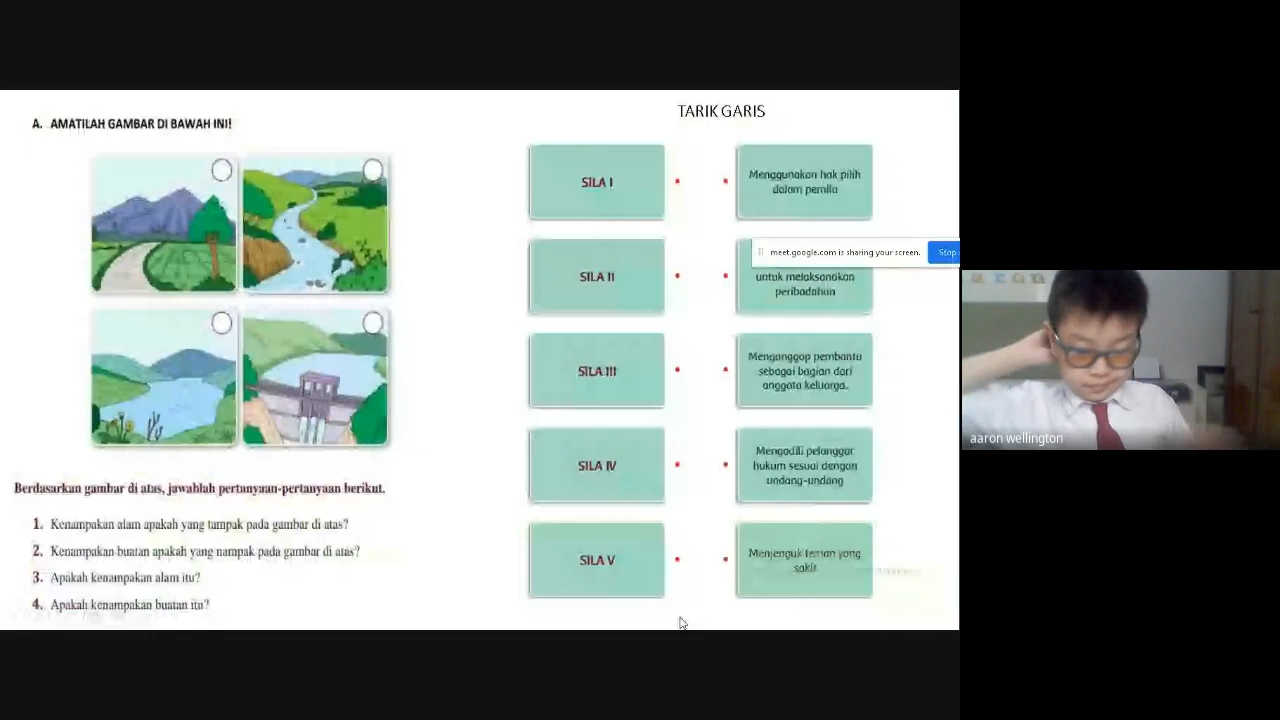 A. AMATILAH GAMBAR DI BAWAH INI!
Berdasarkan gambar di atas, jawablah pertanyaan-pertanyaan berikut.
1. Kenampakan alam apakah yang tampak pada gambar di atas?
2. Kenampakan buatan apakah yang nampak pada gambar di atas?
3. Apakah kenampakan alam itu?
4. Apakah kenampakan buatan itu?
TARIK GARIS
SILA I
Menggunakan hak pilih
dalam pemilu
SILA II
meet.google.com is sharing your screen.
Stop
untuk melaksanakan
peribadahan
SILA III
Menganggap pembantu
sebagai bagian dari
anggota keluarga.
SILA IV
Mengadili pelanggar
hukum sesuai dengan
undang-undang
SILA V
Menjenguk teman yang
sakit
aaron wellington